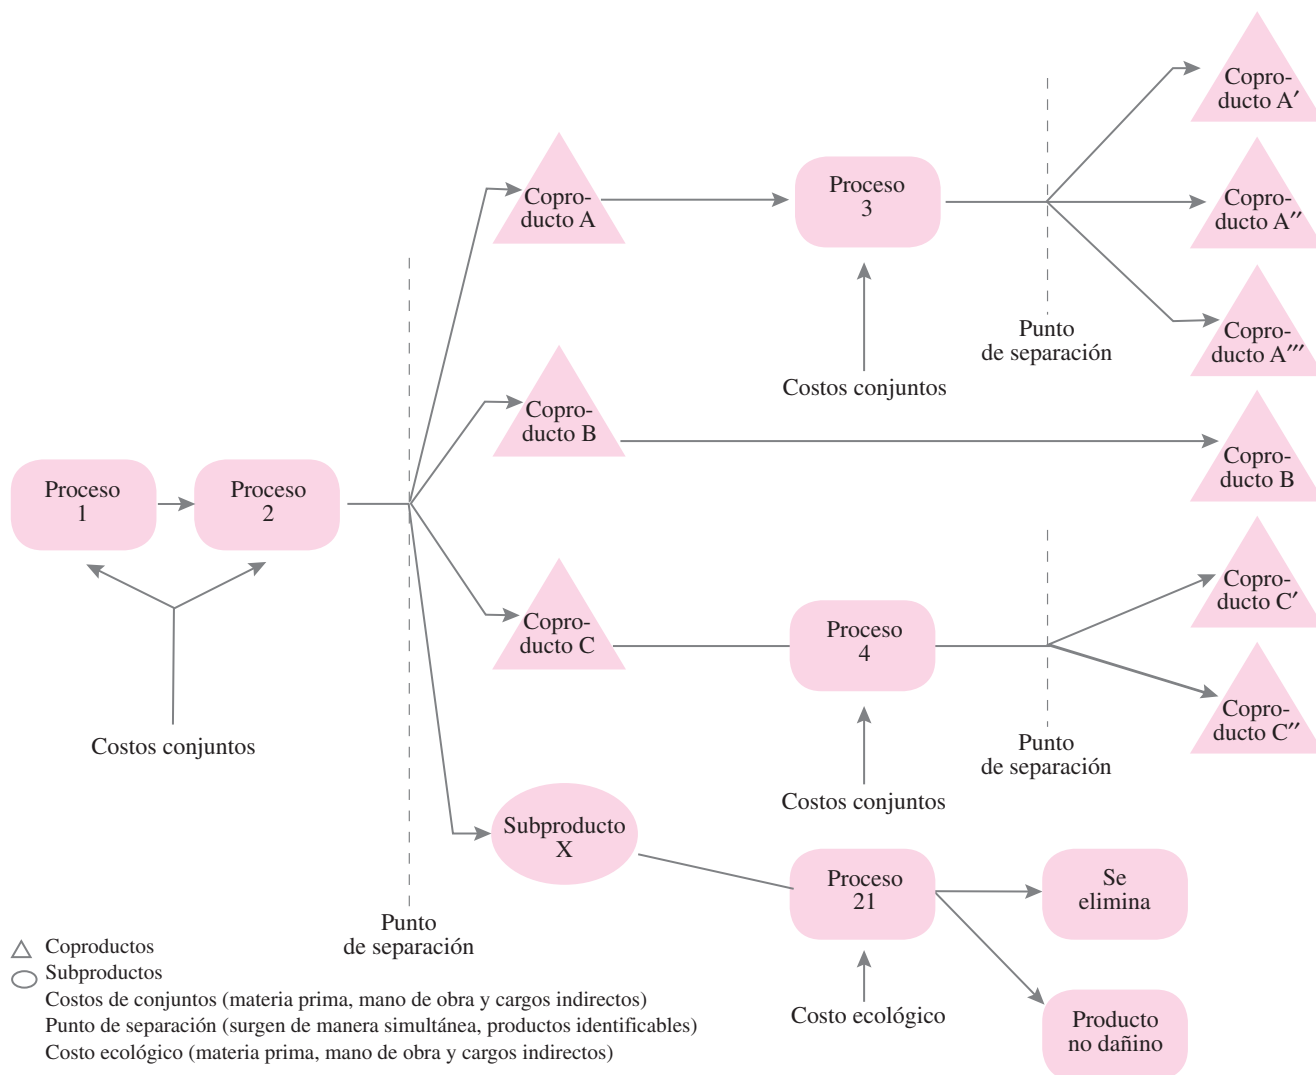 Copro-
ducto A′
Copro-
ducto A
Proceso
3
Copro-
ducto A″
Copro-
ducto A‴
Punto
de separación
Costos conjuntos
Copro-
ducto B
Copro-
ducto B
Proceso
1
Proceso
2
Copro-
ducto C′
Copro-
ducto C
Proceso
4
Copro-
ducto C″
Costos conjuntos
Punto
de separación
Costos conjuntos
Subproducto
X
Proceso
21
Se
elimina
Punto
de separación
Costo ecológico
Producto
no dañino
Coproductos
Subproductos
Costos de conjuntos (materia prima, mano de obra y cargos indirectos)
Punto de separación (surgen de manera simultánea, productos identificables)
Costo ecológico (materia prima, mano de obra y cargos indirectos)